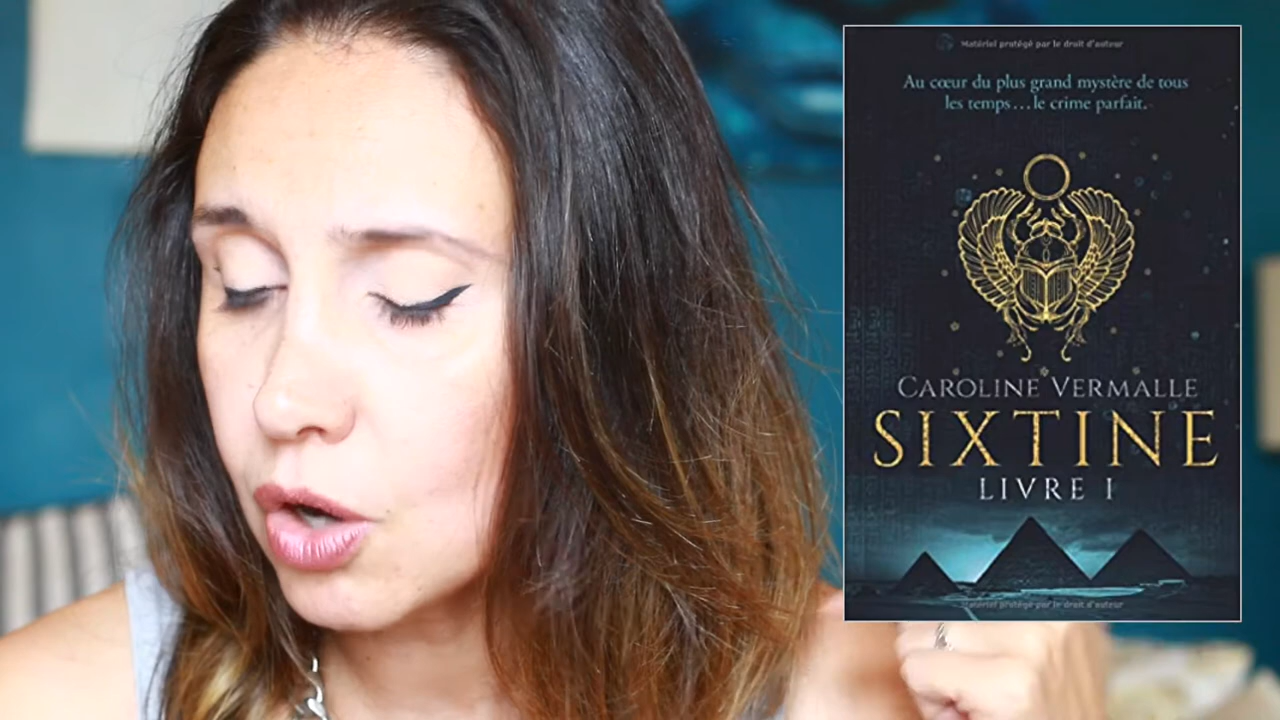 Matériel protégé par le droit d'auteur
Au cœur du plus grand mystère de tous
les temps...le crime parfait.
CAROLINE VERMALLE
SIXTINE
LIVRE I
Matériel protégé par le droit d'auteur